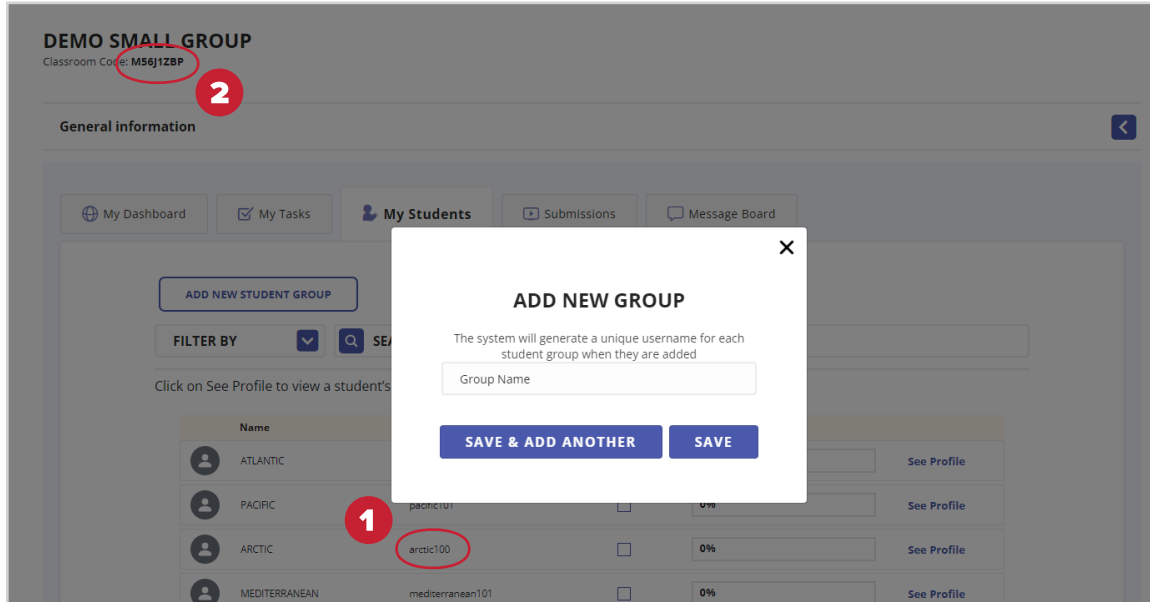 DEMO SMALL GROUP
Classroom Code: M56J1ZBP
2
General information
My Dashboard
My Tasks
My Students
Submissions
Message Board
ADD NEW STUDENT GROUP
FILTER BY
Click on See Profile to view a student's
ADD NEW GROUP
The system will generate a unique username for each
student group when they are added
Group Name
SAVE & ADD ANOTHER
SAVE
Name
ATLANTIC
See Profile
PACIFIC
pacific101
0%
See Profile
1
ARCTIC
arctic100
0%
See Profile
MEDITERRANEAN
mediterranean101
0%
See Profile